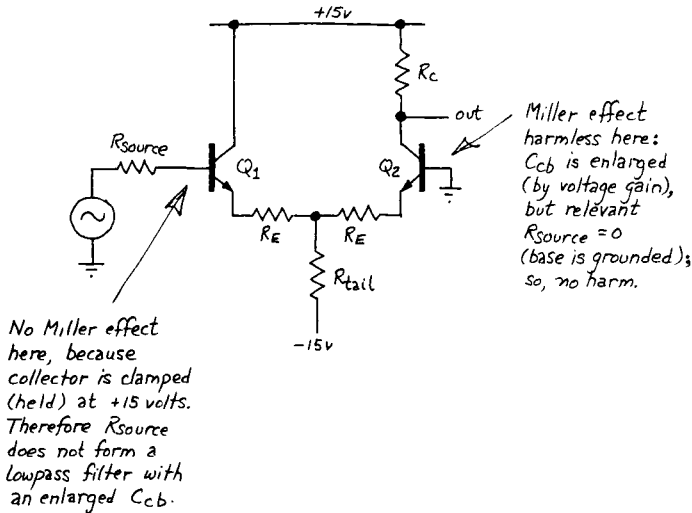 +15v
Rc
out
Rsource
Q1
Q2
RE
RE
Rtail
-15v
Miller effect
harmless here:
Ccb is enlarged
(by voltage gain),
but relevant
Rsource = 0
(base is grounded);
so, no harm.
No Miller effect
here, because
collector is clamped
(held) at +15 volts.
Therefore Rsource
does not form a
lowpass filter with
an enlarged Ccb.